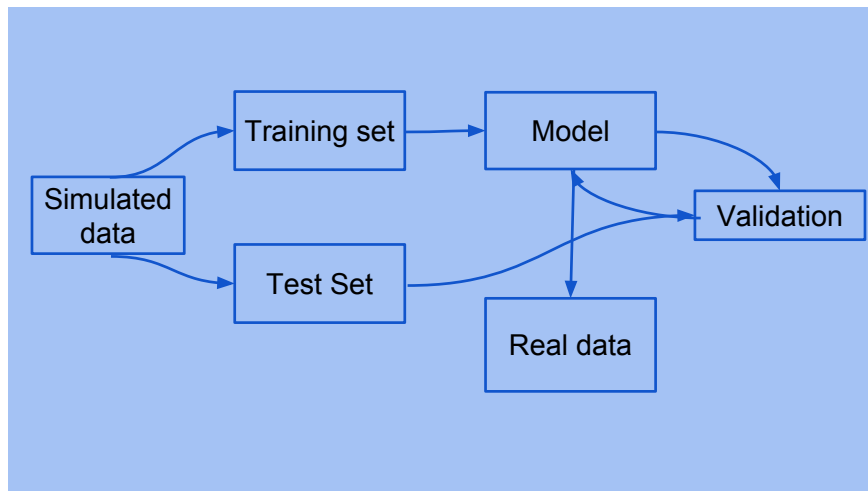 Training set
Model
Simulated
data
Validation
Test Set
Real data